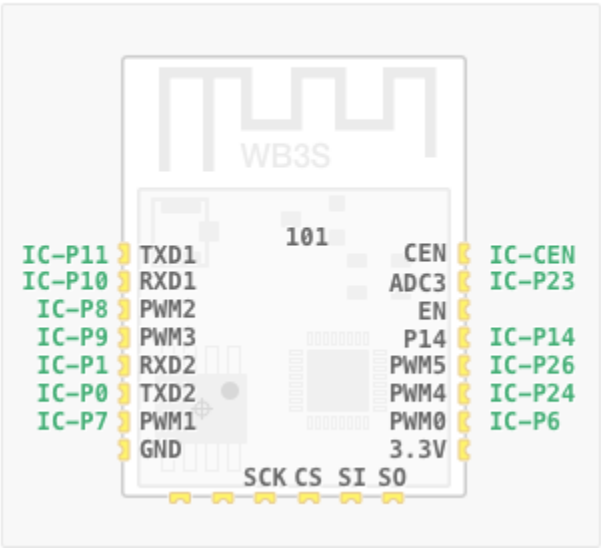 WB3S
101
IC-P11 TXD1 CEN IC-CEN
IC-P10 RXD1 ADC3 IC-P23
IC-P8 PWM2 EN
IC-P9 PWM3 P14 IC-P14
IC-P1 RXD2 PWM5 IC-P26
IC-P0 TXD2 PWM4 IC-P24
IC-P7 PWM1 PWM0 IC-P6
GND 3.3V
SCK CS SI SO